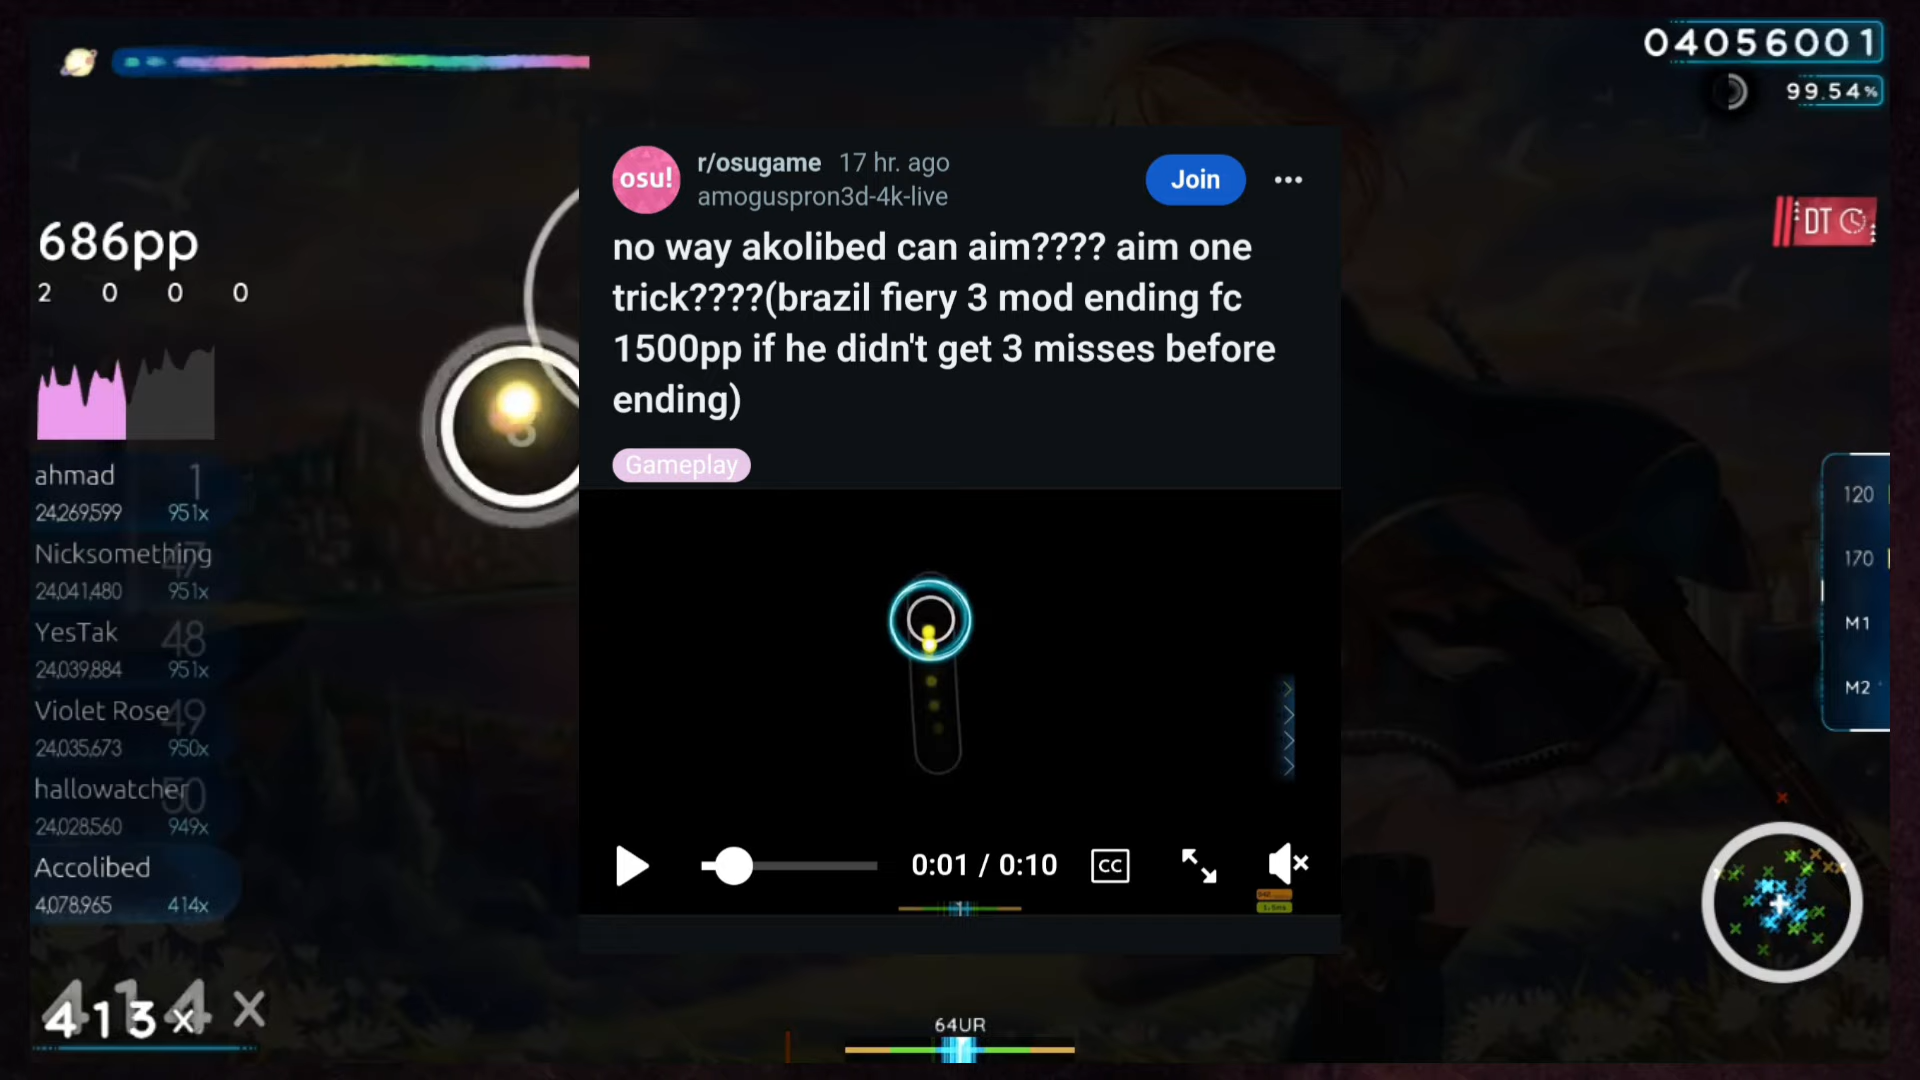 04056001
99.54%
DT
686pp
2 0 0 0
osu!
r/osugame 17 hr. ago
amoguspron3d-4k-live
Join
no way akolibed can aim???? aim one
trick????(brazil fiery 3 mod ending fc
1500pp if he didn't get 3 misses before
ending)
Gameplay
ahmad 1
24,269,599 951x
Nicksomething 47
24,041,480 951x
YesTak 48
24,039,884 951x
Violet Rose 49
24,035,673 950x
hallowatcher 50
24,028,560 949x
Accolibed
4,078,965 414x
120
170
M1
M2
0:01 / 0:10
CC
414x
413x
64UR